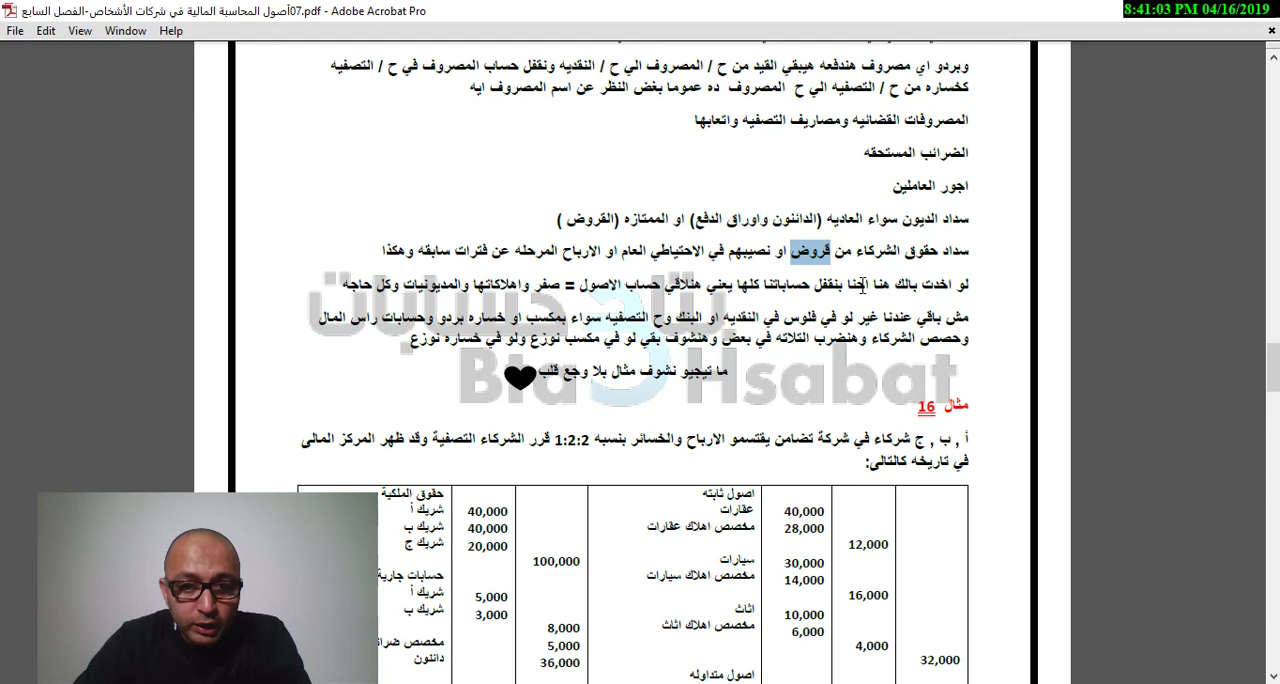 07أصول المحاسبة المالية في شركات الأشخاص-الفصل السابع.pdf - Adobe Acrobat Pro
8:41:03 PM 04/16/2019
File Edit View Window Help
وبردو اي مصروف هندفعه هيبقي القيد من ح / المصروف الي ح / النقديه ونقفل حساب المصروف في ح / التصفيه
كخساره من ح / التصفيه الي ح المصروف ده عموما بغض النظر عن اسم المصروف ايه
المصروفات القضائيه ومصاريف التصفيه واتعابها
الضرائب المستحقه
اجور العاملين
سداد الديون سواء العاديه (الدائنون واوراق الدفع) او الممتازه (القروض )
سداد حقوق الشركاء من قروض او نصيبهم في الاحتياطي العام او الارباح المرحله عن فترات سابقه وهكذا
لو اخدت بالك هنا احنا بنقفل حساباتنا كلها يعني هنلاقي حساب الاصول = صفر واهلاكاتها والمديونيات وكل حاجه
مش باقي عندنا غير لو في فلوس في النقديه او البنك وح التصفيه سواء بمكسب او خساره بردو وحسابات راس المال
وحصص الشركاء وهنضرب التلاته في بعض وهنشوف بقي لو في مكسب نوزع ولو في خساره نوزع
ما تيجيو نشوف مثال بلا وجع قلب
بتاع حسابات
Bta3 Hsabat
مثال 16
أ , ب , ج شركاء في شركة تضامن يقتسمو الارباح والخسائر بنسبه 1:2:2 قرر الشركاء التصفية وقد ظهر المركز المالى
في تاريخه كالتالى:
اصول ثابته
40,000 عقارات
28,000 مخصص اهلاك عقارات
12,000
30,000 سيارات
14,000 مخصص اهلاك سيارات
16,000
10,000 اثاث
6,000 مخصص اهلاك اثاث
4,000
32,000
اصول متداوله
حقوق الملكية
40,000 شريك أ
40,000 شريك ب
20,000 شريك ج
100,000
حسابات جارية
5,000 شريك أ
3,000 شريك ب
8,000
5,000 مخصص
36,000 دائنون